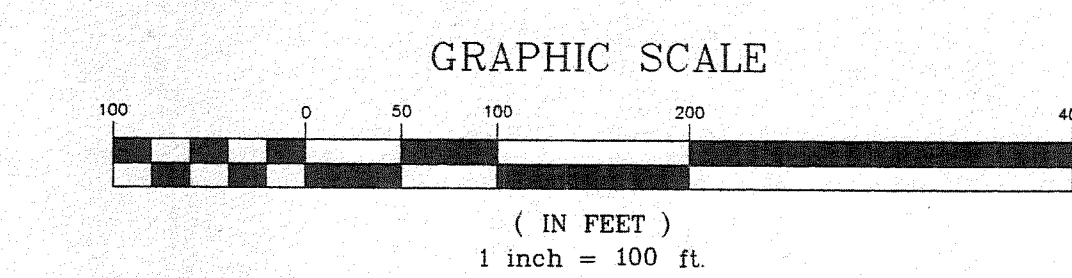 GRAPHIC SCALE
100 0 50 100 200
( IN FEET )
1 inch = 100 ft.